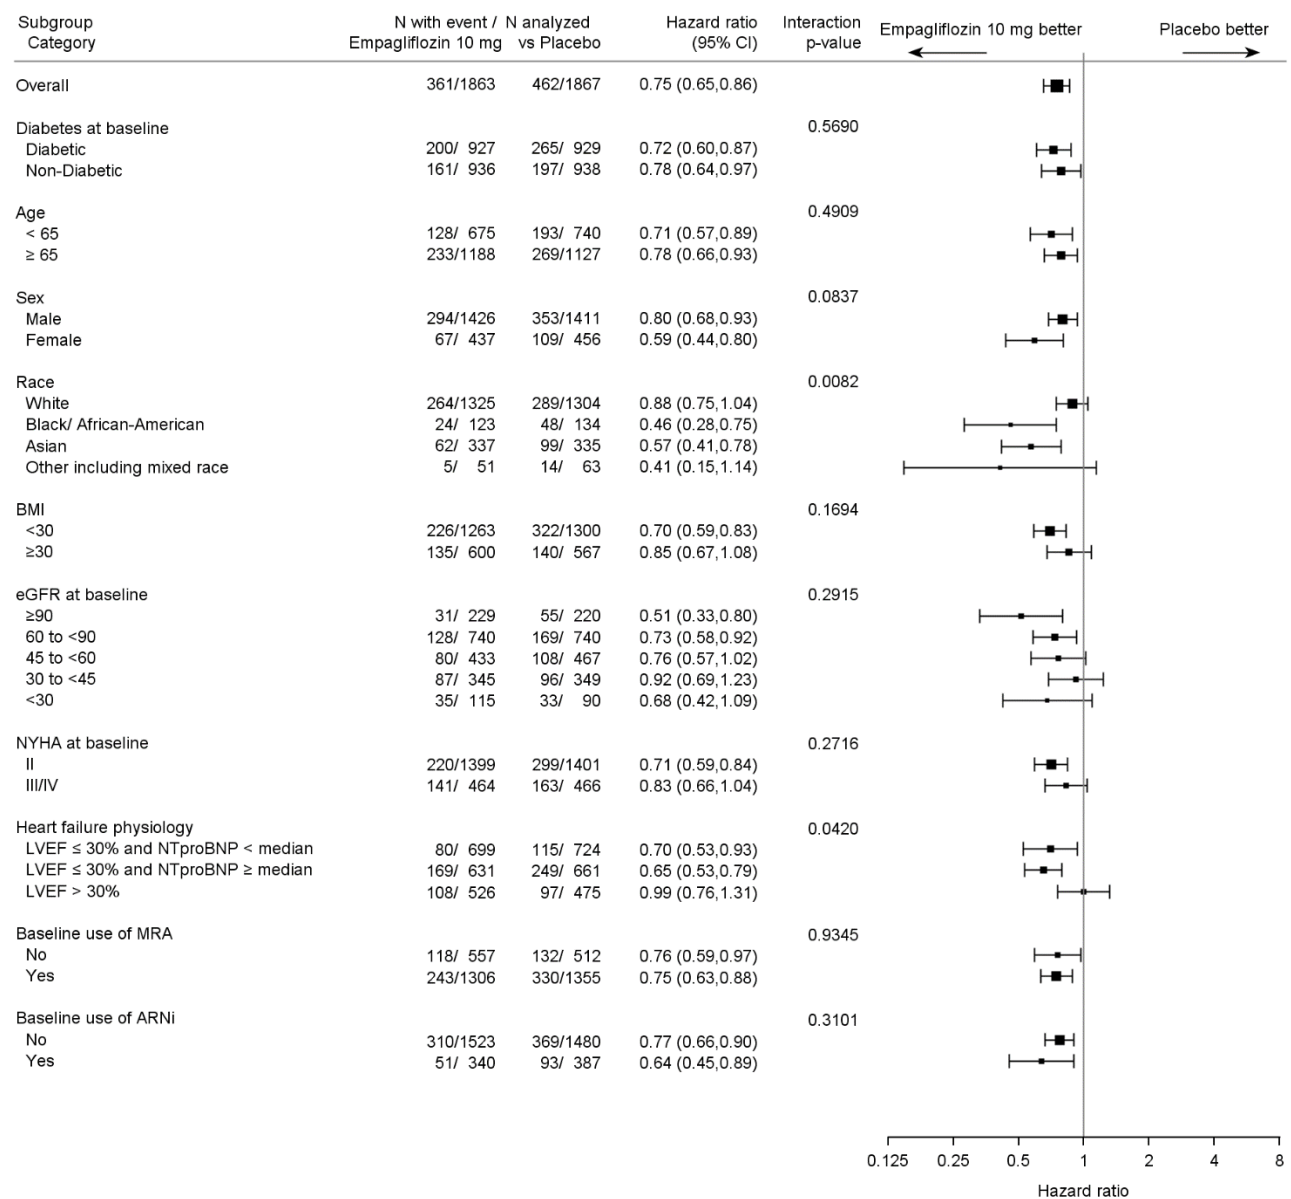 Subgroup N with event / N analyzed Hazard ratio Interaction
Category Empagliflozin 10 mg vs Placebo (95% CI) p-value Empagliflozin 10 mg better Placebo better
Overall 361/1863 462/1867 0.75 (0.65,0.86)
Diabetes at baseline 0.5690
Diabetic 200/ 927 265/ 929 0.72 (0.60,0.87)
Non-Diabetic 161/ 936 197/ 938 0.78 (0.64,0.97)
Age 0.4909
< 65 128/ 675 193/ 740 0.71 (0.57,0.89)
≥ 65 233/1188 269/1127 0.78 (0.66,0.93)
Sex 0.0837
Male 294/1426 353/1411 0.80 (0.68,0.93)
Female 67/ 437 109/ 456 0.59 (0.44,0.80)
Race 0.0082
White 264/1325 289/1304 0.88 (0.75,1.04)
Black/ African-American 24/ 123 48/ 134 0.46 (0.28,0.75)
Asian 62/ 337 99/ 335 0.57 (0.41,0.78)
Other including mixed race 5/ 51 14/ 63 0.41 (0.15,1.14)
BMI 0.1694
<30 226/1263 322/1300 0.70 (0.59,0.83)
≥30 135/ 600 140/ 567 0.85 (0.67,1.08)
eGFR at baseline 0.2915
≥90 31/ 229 55/ 220 0.51 (0.33,0.80)
60 to <90 128/ 740 169/ 740 0.73 (0.58,0.92)
45 to <60 80/ 433 108/ 467 0.76 (0.57,1.02)
30 to <45 87/ 345 96/ 349 0.92 (0.69,1.23)
<30 35/ 115 33/ 90 0.68 (0.42,1.09)
NYHA at baseline 0.2716
II 220/1399 299/1401 0.71 (0.59,0.84)
III/IV 141/ 464 163/ 466 0.83 (0.66,1.04)
Heart failure physiology 0.0420
LVEF ≤ 30% and NTproBNP < median 80/ 699 115/ 724 0.70 (0.53,0.93)
LVEF ≤ 30% and NTproBNP ≥ median 169/ 631 249/ 661 0.65 (0.53,0.79)
LVEF > 30% 108/ 526 97/ 475 0.99 (0.76,1.31)
Baseline use of MRA 0.9345
No 118/ 557 132/ 512 0.76 (0.59,0.97)
Yes 243/1306 330/1355 0.75 (0.63,0.88)
Baseline use of ARNi 0.3101
No 310/1523 369/1480 0.77 (0.66,0.90)
Yes 51/ 340 93/ 387 0.64 (0.45,0.89)
0.125 0.25 0.5 1 2 4 8
Hazard ratio